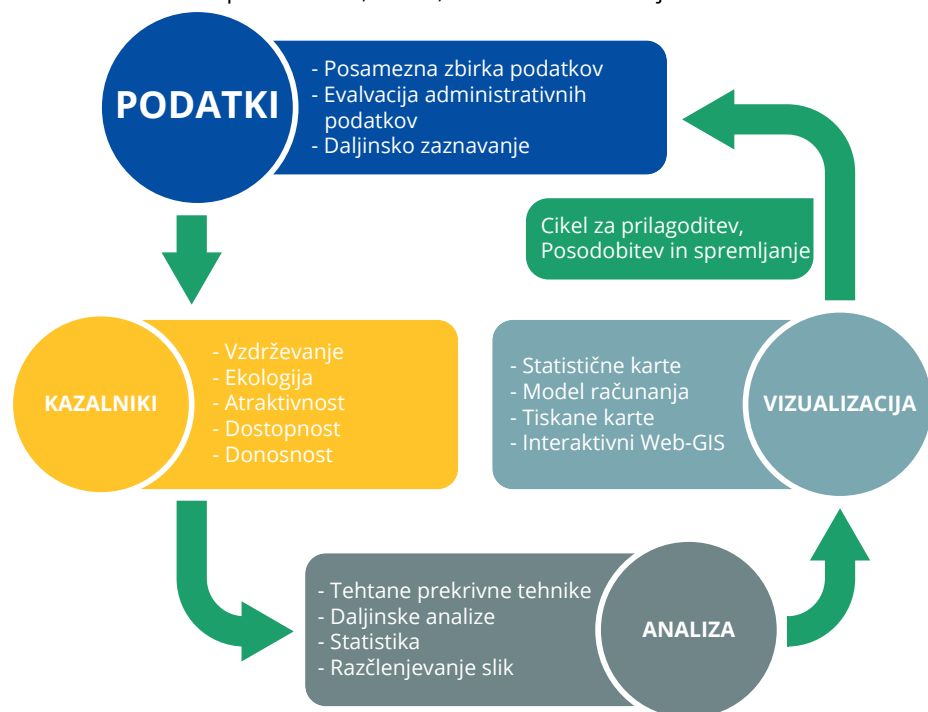 PODATKI
- Posamezna zbirka podatkov
- Evalvacija administrativnih
podatkov
- Daljinsko zaznavanje
Cikel za prilagoditev,
Posodobitev in spremljanje
KAZALNIKI
- Vzdrževanje
- Ekologija
- Atraktivnost
- Dostopnost
- Donosnost
- Statistične karte
- Model računanja
- Tiskane karte
- Interaktivni Web-GIS
VIZUALIZACIJA
- Tehtane prekrivne tehnike
- Daljinske analize
- Statistika
- Razčlenjevanje slik
ANALIZA